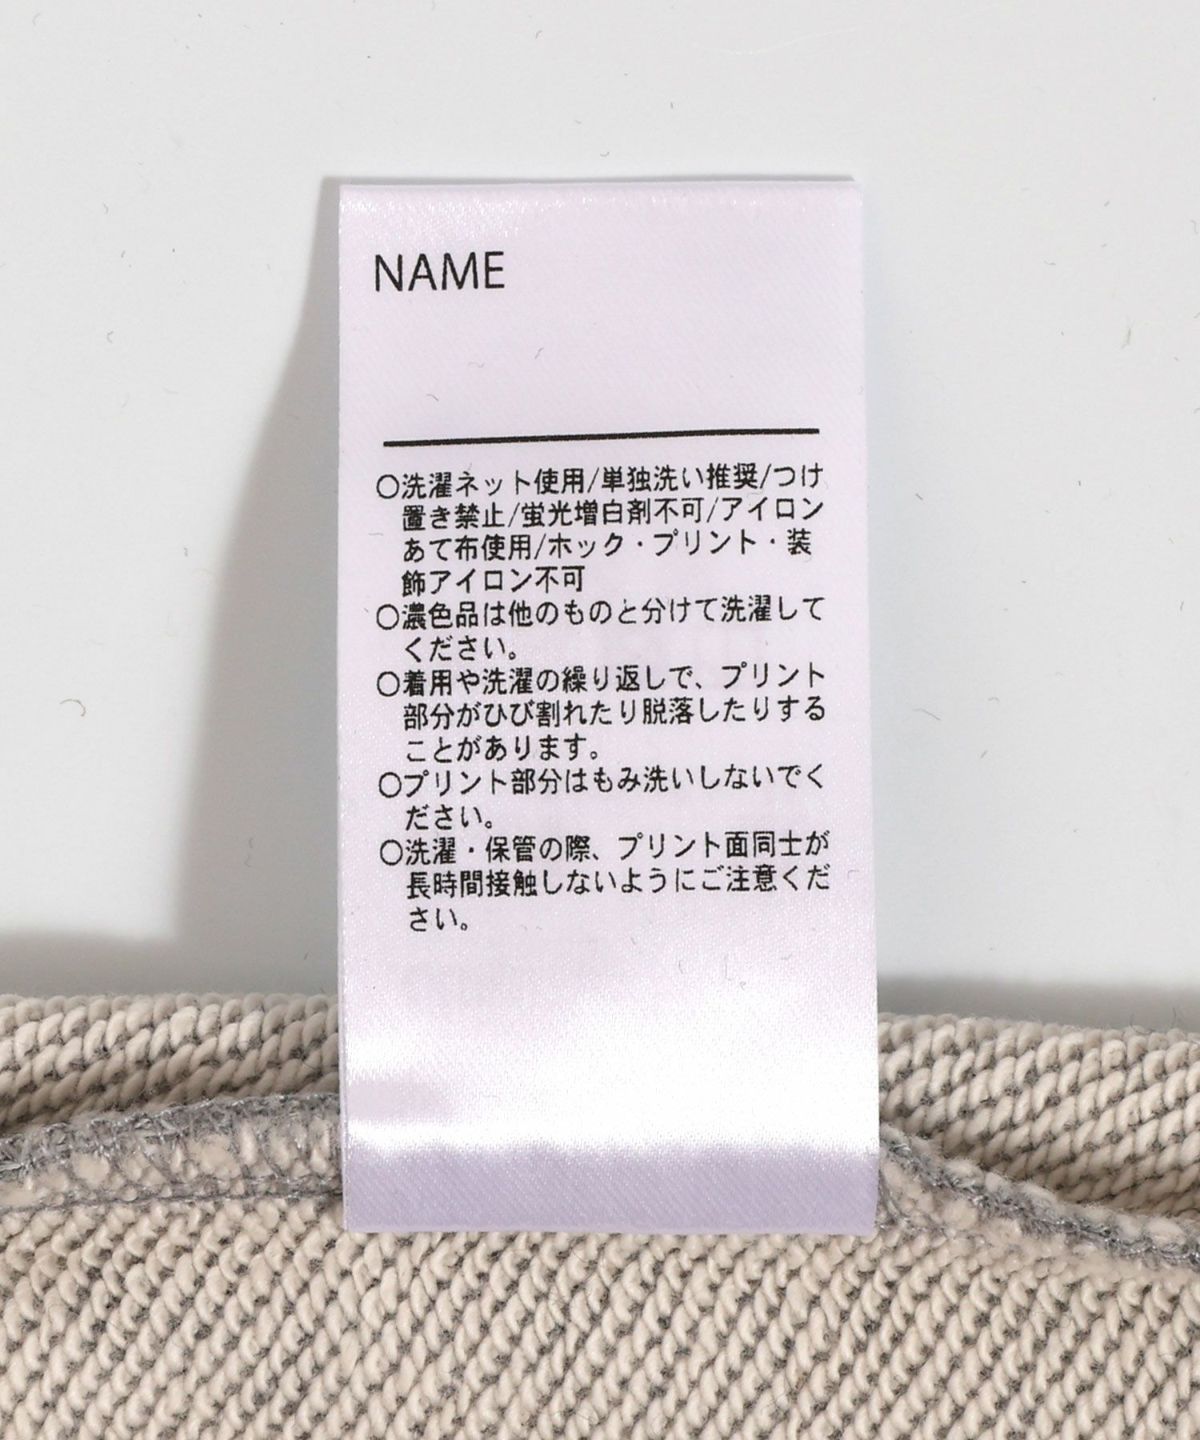 NAME
○洗濯ネット使用/単独洗い推奨/つけ
置き禁止/蛍光増白剤不可/アイロン
あて布使用/ホック・プリント・装
飾アイロン不可
○濃色品は他のものと分けて洗濯して
ください。
○着用や洗濯の繰り返しで、プリント
部分がひび割れたり脱落したりする
ことがあります。
○プリント部分はもみ洗いしないでく
ださい。
○洗濯・保管の際、プリント面同士が
長時間接触しないようにご注意くだ
さい。